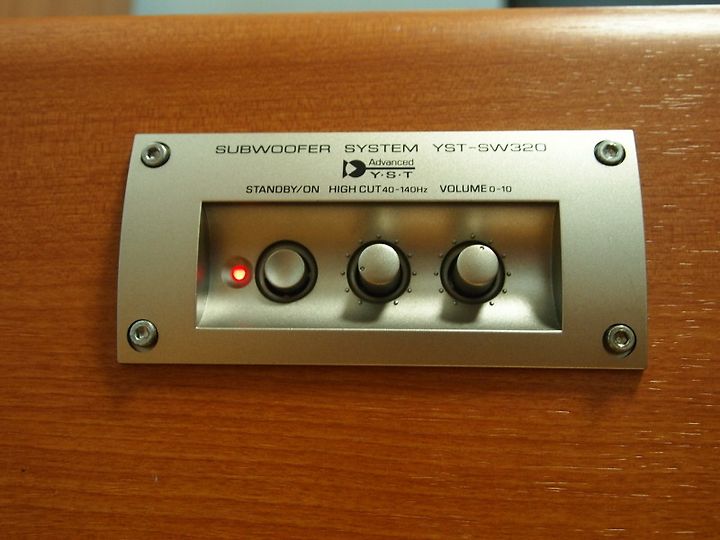 SUBWOOFER SYSTEM YST-SW320
Advanced
Y·S·T
STANDBY/ON HIGH CUT 40-140Hz VOLUME 0-10